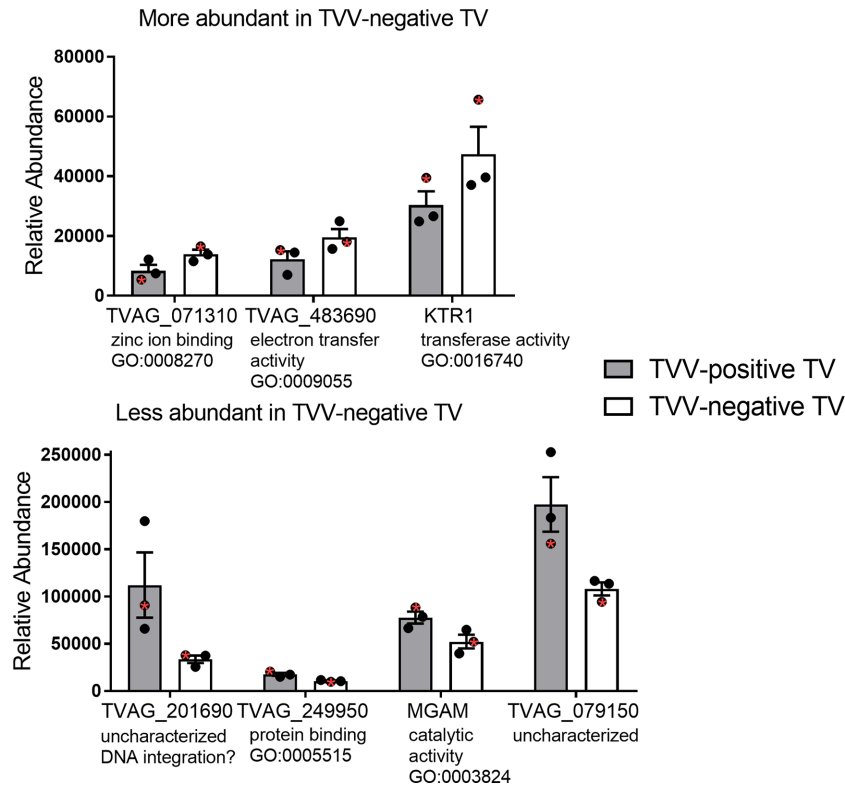 More abundant in TVV-negative TV
Relative Abundance
80000
60000
40000
20000
0
TVAG_071310 TVAG_483690 KTR1
zinc ion binding
GO:0008270
electron transfer
activity
GO:0009055
transferase activity
GO:0016740
TVV-positive TV
TVV-negative TV
Less abundant in TVV-negative TV
Relative Abundance
250000
200000
150000
100000
50000
0
TVAG_201690 TVAG_249950 MGAM TVAG_079150
uncharacterized
DNA integration?
protein binding
GO:0005515
catalytic
activity
GO:0003824
uncharacterized